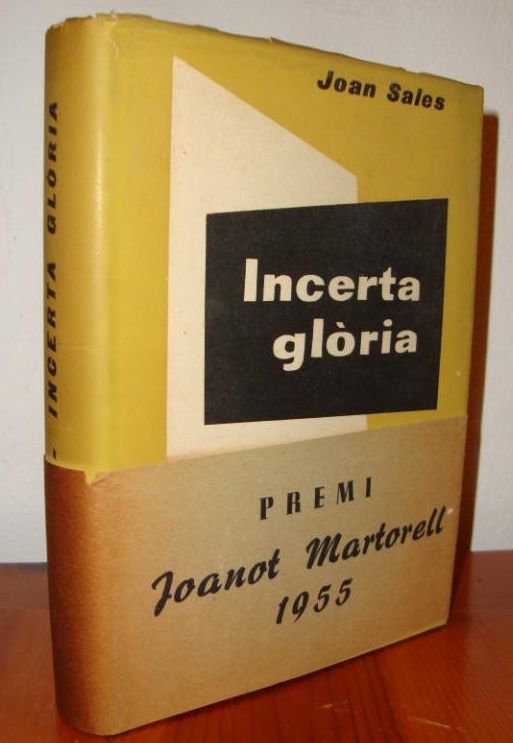 Joan Sales
Incerta
glòria
PREMI
Joanot Martorell
1955
INCERTA GLÒRIA